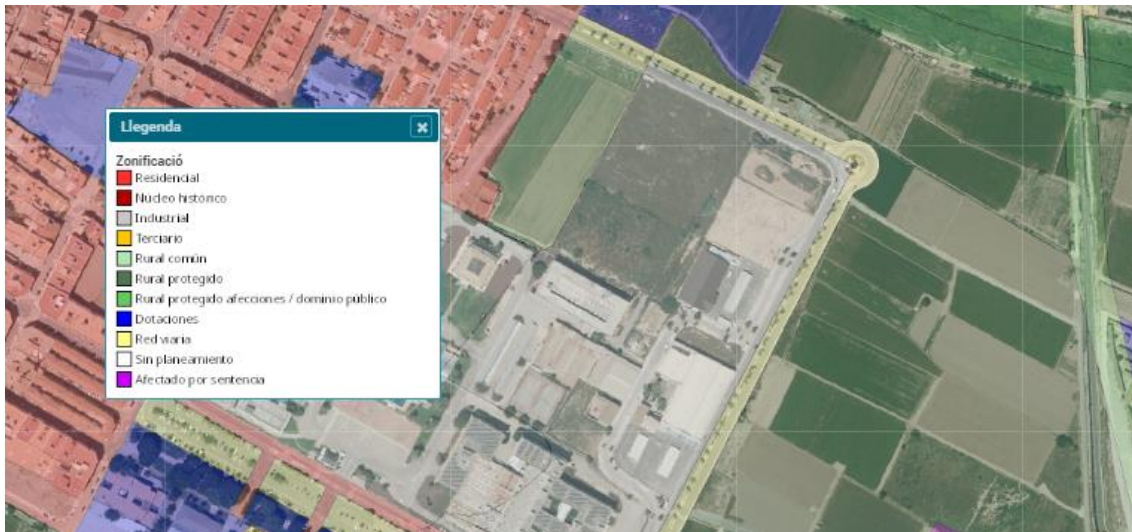 Llegenda
Zonificació
Residencial
Núcleo histórico
Industrial
Terciario
Rural común
Rural protegido
Rural protegido afecciones / dominio público
Dotaciones
Red viaria
Sin planeamiento
Afectado por sentencia